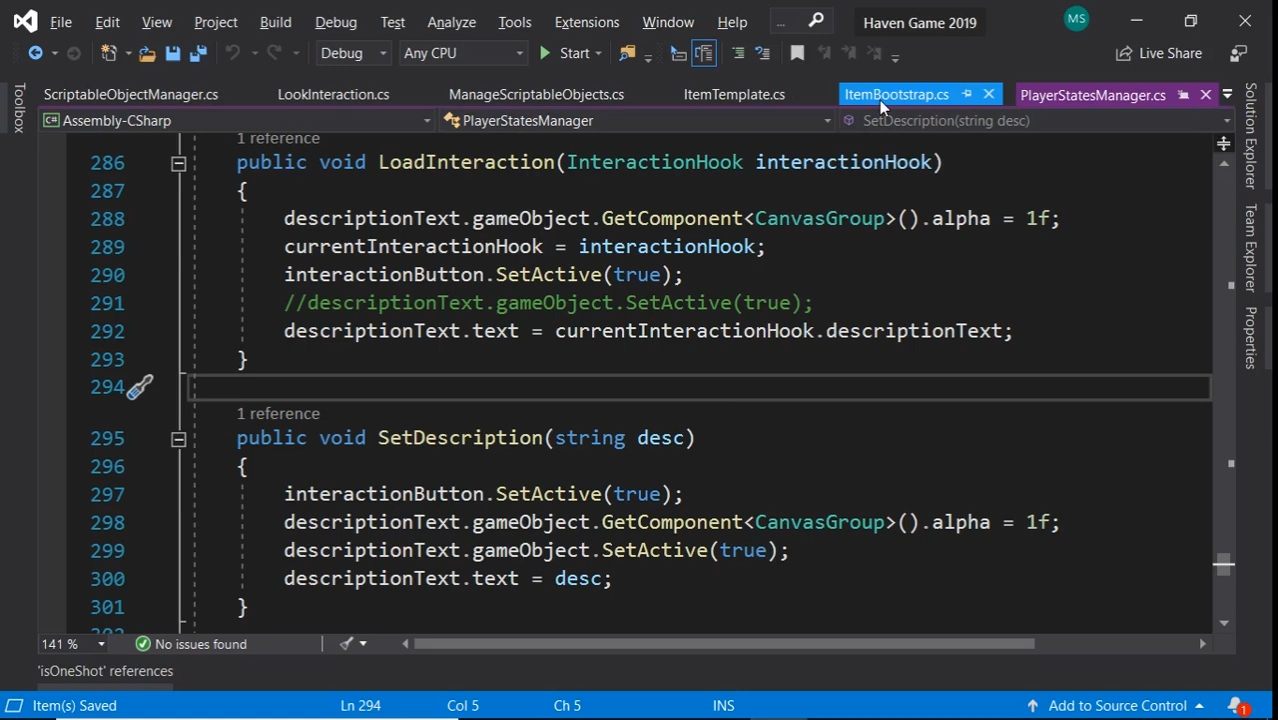 File Edit View Project Build Debug Test Analyze Tools Extensions Window Help ... Haven Game 2019 MS
Debug Any CPU Start Live Share
ScriptableObjectManager.cs LookInteraction.cs ManageScriptableObjects.cs ItemTemplate.cs ItemBootstrap.cs PlayerStatesManager.cs
Assembly-CSharp PlayerStatesManager SetDescription(string desc)
Toolbox
Solution Explorer
Team Explorer
Properties
1 reference
286 public void LoadInteraction(InteractionHook interactionHook)
287 {
288 descriptionText.gameObject.GetComponent<CanvasGroup>().alpha = 1f;
289 currentInteractionHook = interactionHook;
290 interactionButton.SetActive(true);
291 //descriptionText.gameObject.SetActive(true);
292 descriptionText.text = currentInteractionHook.descriptionText;
293 }
294
1 reference
295 public void SetDescription(string desc)
296 {
297 interactionButton.SetActive(true);
298 descriptionText.gameObject.GetComponent<CanvasGroup>().alpha = 1f;
299 descriptionText.gameObject.SetActive(true);
300 descriptionText.text = desc;
301 }
141 % No issues found
'isOneShot' references
Item(s) Saved Ln 294 Col 5 Ch 5 INS Add to Source Control 1